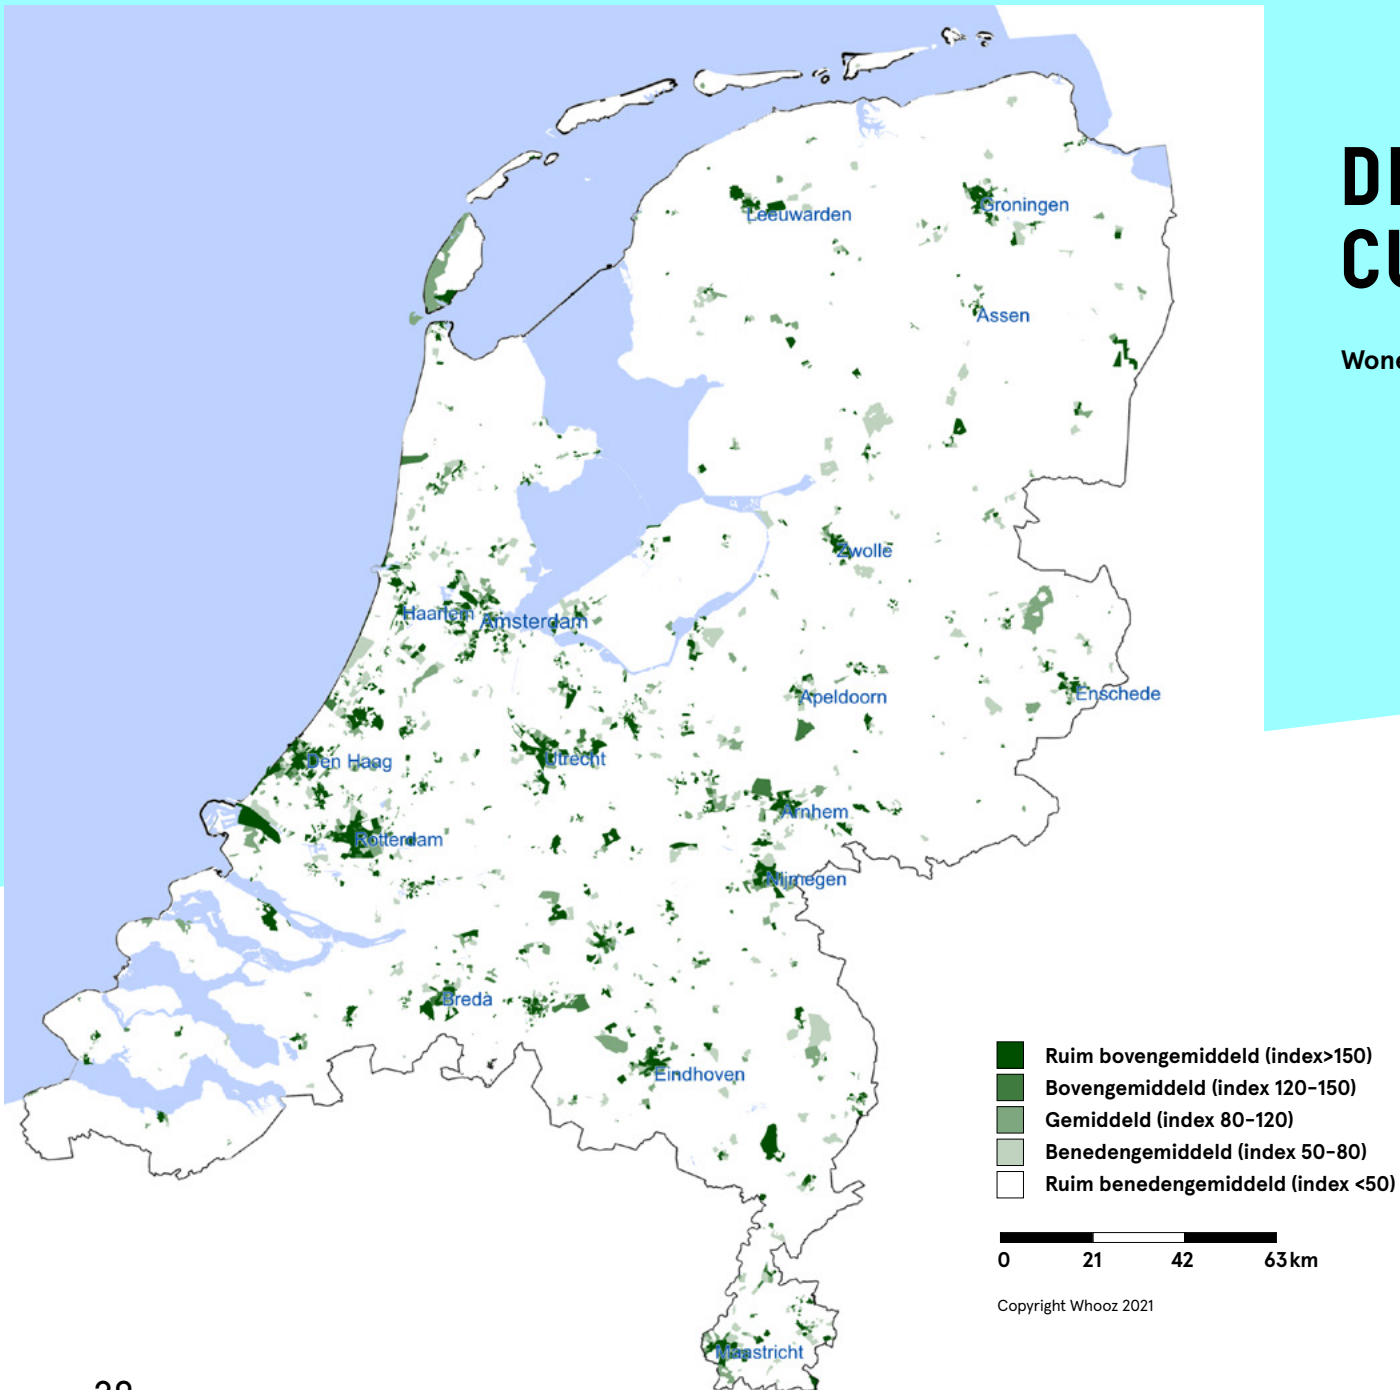 Leeuwarden
Groningen
Assen
Zwolle
Haarlem
Amsterdam
Apeldoorn
Enschede
Den Haag
Utrecht
Arnhem
Rotterdam
Nijmegen
Breda
Eindhoven
Maastricht
Ruim bovengemiddeld (index>150)
Bovengemiddeld (index 120-150)
Gemiddeld (index 80-120)
Benedengemiddeld (index 50-80)
Ruim benedengemiddeld (index <50)
0 21 42 63 km
Copyright Whooz 2021